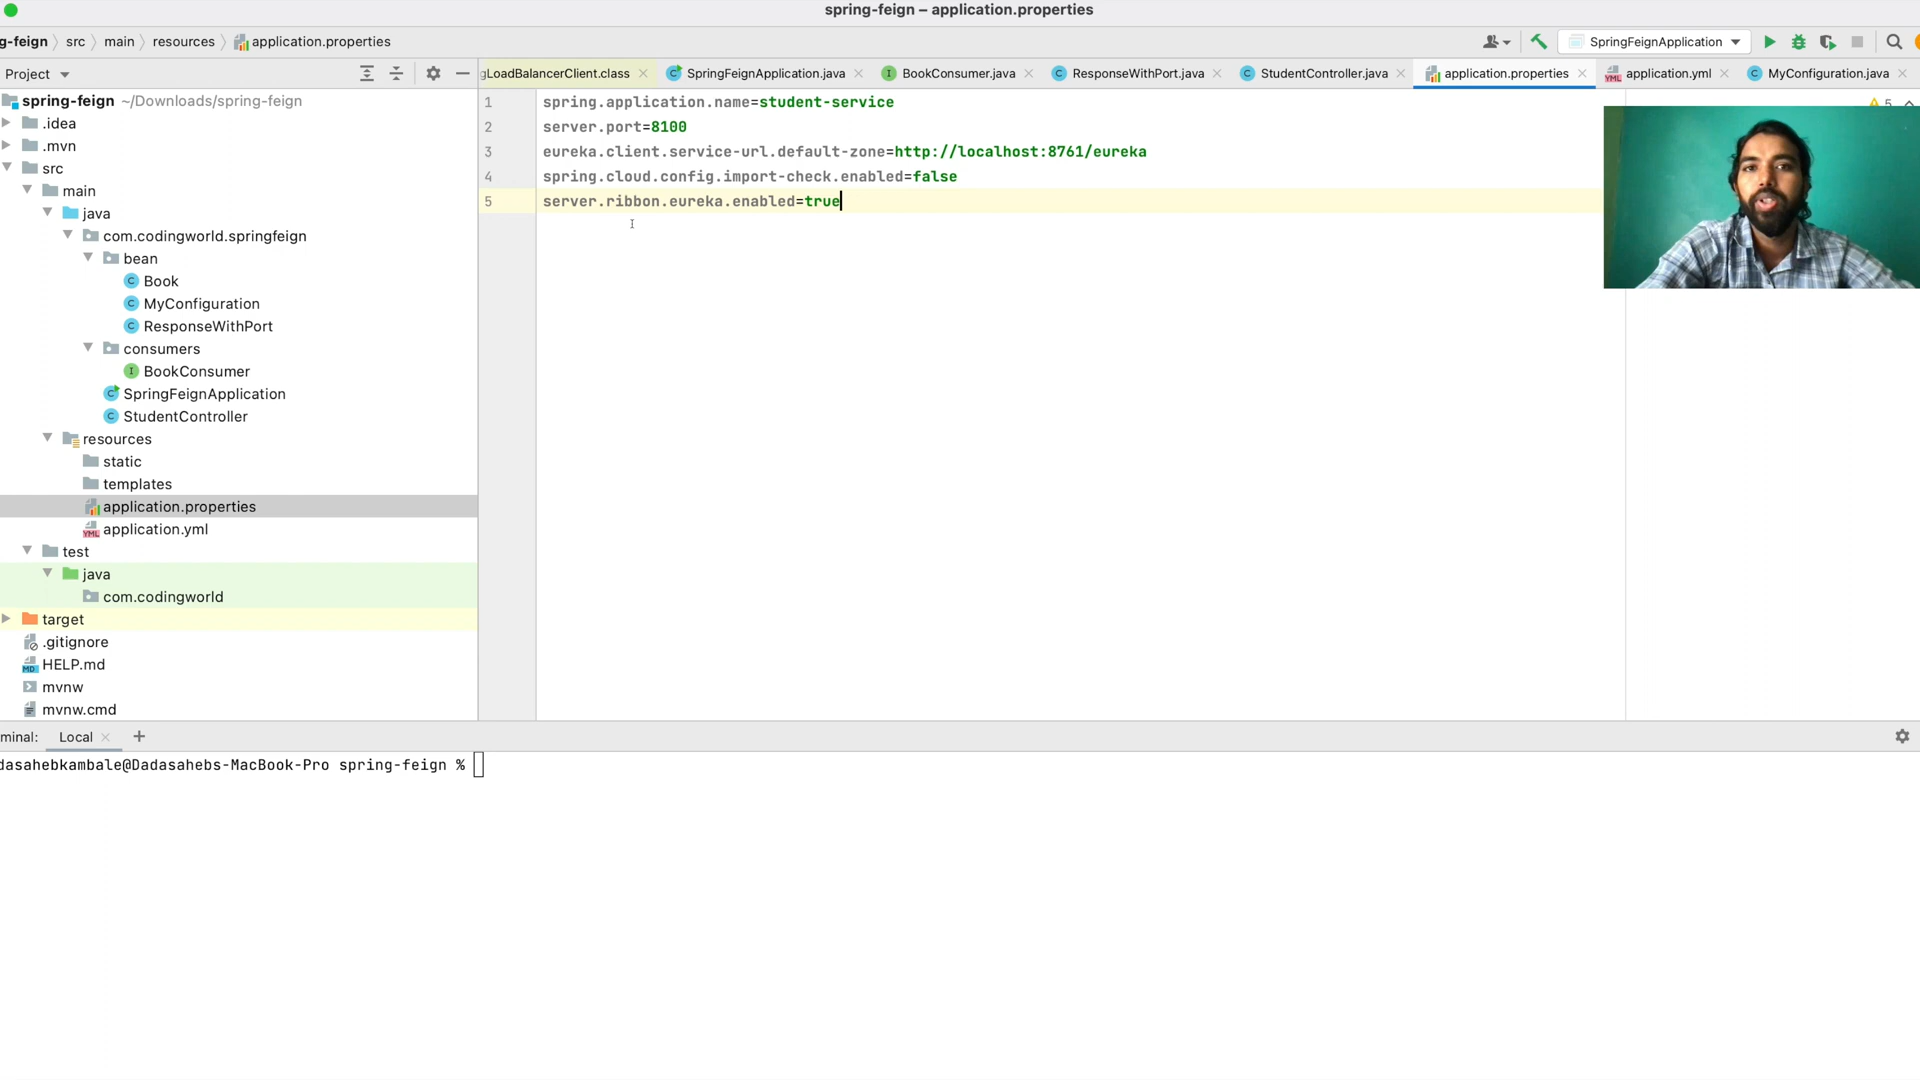 spring-feign – application.properties
g-feign 〉 src 〉 main 〉 resources 〉 application.properties
SpringFeignApplication
Project
gLoadBalancerClient.class
SpringFeignApplication.java
BookConsumer.java
ResponseWithPort.java
StudentController.java
application.properties
application.yml
MyConfiguration.java
spring-feign ~/Downloads/spring-feign
.idea
.mvn
src
main
java
com.codingworld.springfeign
bean
Book
MyConfiguration
ResponseWithPort
consumers
BookConsumer
SpringFeignApplication
StudentController
resources
static
templates
application.properties
application.yml
test
java
com.codingworld
target
.gitignore
HELP.md
mvnw
mvnw.cmd
1 spring.application.name=student-service
2 server.port=8100
3 eureka.client.service-url.default-zone=http://localhost:8761/eureka
4 spring.cloud.config.import-check.enabled=false
5 server.ribbon.eureka.enabled=true
5
minal: Local +
dasahebkambale@Dadasahebs-MacBook-Pro spring-feign %